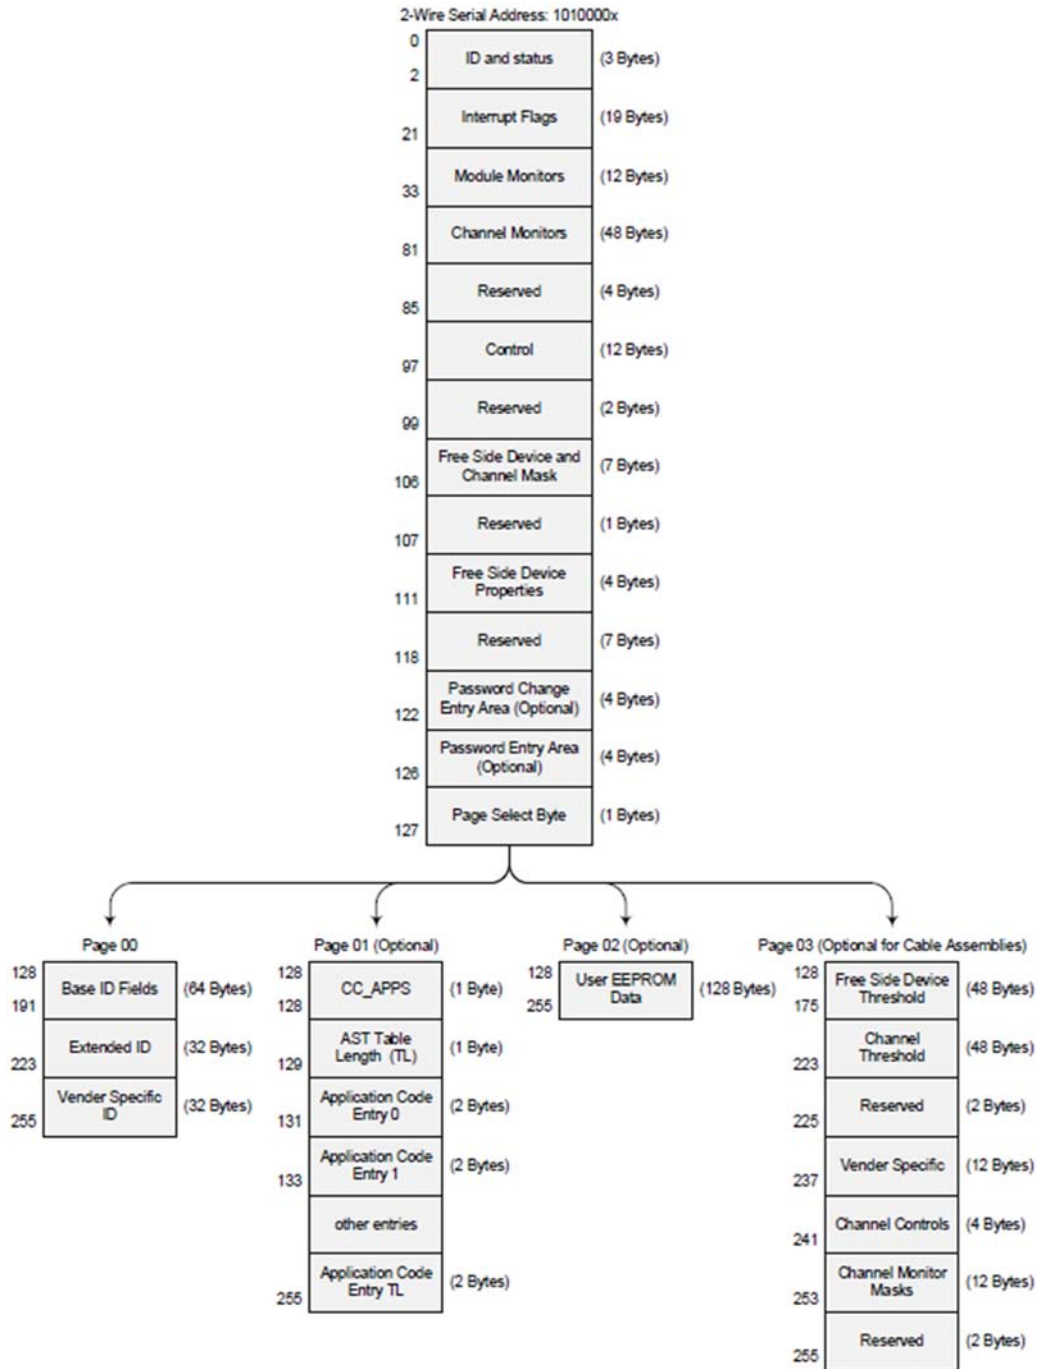 2-Wire Serial Address: 1010000x
0
ID and status (3 Bytes)
2
Interrupt Flags (19 Bytes)
21
Module Monitors (12 Bytes)
33
Channel Monitors (48 Bytes)
81
Reserved (4 Bytes)
85
Control (12 Bytes)
97
Reserved (2 Bytes)
99
Free Side Device and
Channel Mask (7 Bytes)
106
Reserved (1 Bytes)
107
Free Side Device
Properties (4 Bytes)
111
Reserved (7 Bytes)
118
Password Change
Entry Area (Optional) (4 Bytes)
122
Password Entry Area
(Optional) (4 Bytes)
126
Page Select Byte (1 Bytes)
127
Page 00
128
Base ID Fields (64 Bytes)
191
Extended ID (32 Bytes)
223
Vender Specific
ID (32 Bytes)
255
Page 01 (Optional)
128
CC_APPS (1 Byte)
128
AST Table
Length (TL) (1 Byte)
129
Application Code
Entry 0 (2 Bytes)
131
Application Code
Entry 1 (2 Bytes)
133
other entries
Application Code
Entry TL (2 Bytes)
255
Page 02 (Optional)
128
User EEPROM
Data (128 Bytes)
255
Page 03 (Optional for Cable Assemblies)
128
Free Side Device
Threshold (48 Bytes)
175
Channel
Threshold (48 Bytes)
223
Reserved (2 Bytes)
225
Vender Specific (12 Bytes)
237
Channel Controls (4 Bytes)
241
Channel Monitor
Masks (12 Bytes)
253
Reserved (2 Bytes)
255